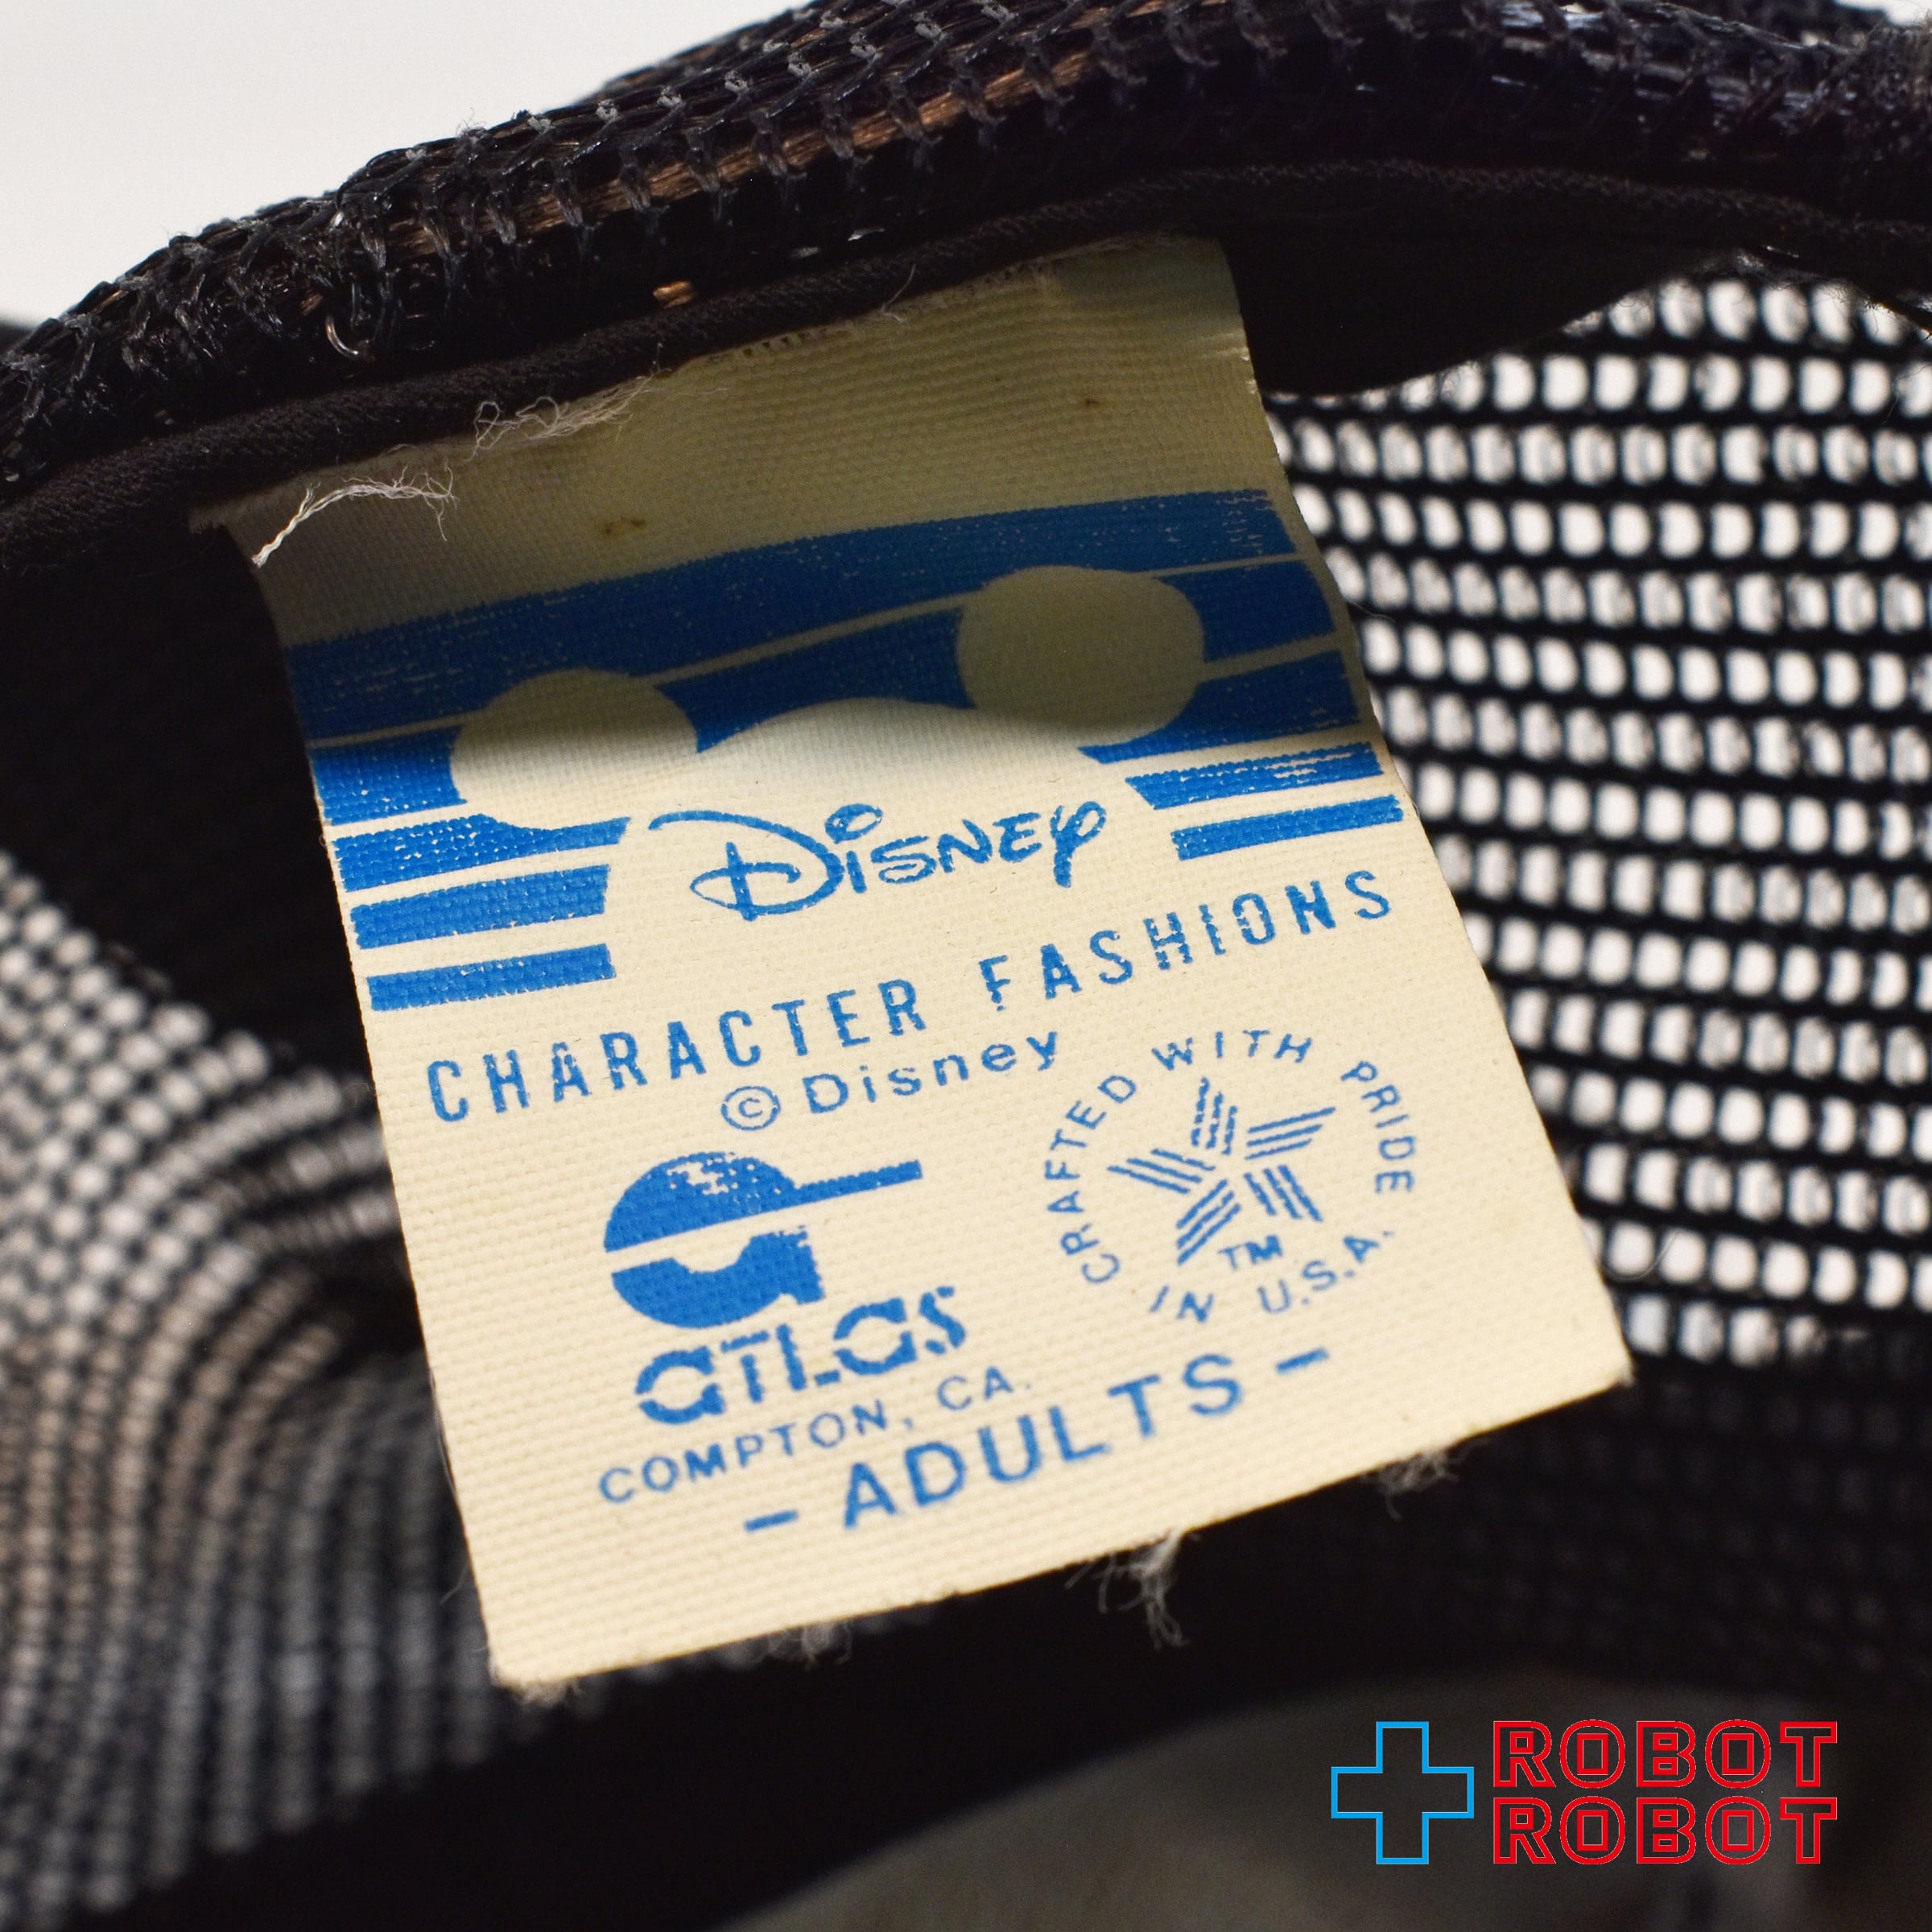 Disney
CHARACTER FASHIONS
©Disney
CRAFTED WITH PRIDE
IN U.S.A.
TM
ATLAS
COMPTON, CA.
- ADULTS -
ROBOT
ROBOT